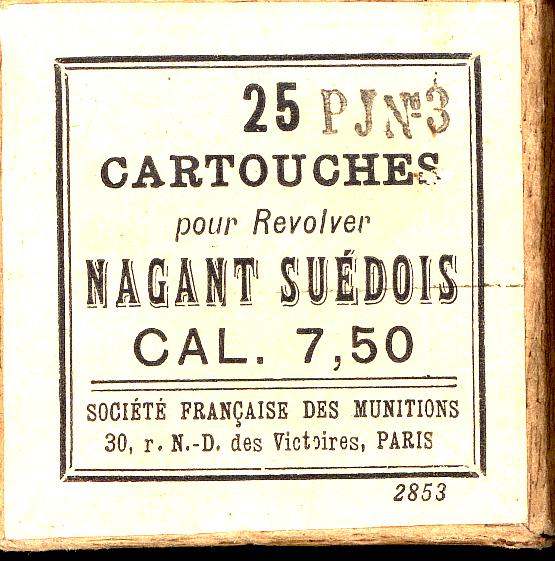 25 PJ Nº 3
CARTOUCHES
pour Revolver
NAGANT SUÉDOIS
CAL. 7,50
SOCIÉTÉ FRANÇAISE DES MUNITIONS
30, r. N.-D. des Victoires, PARIS
2853